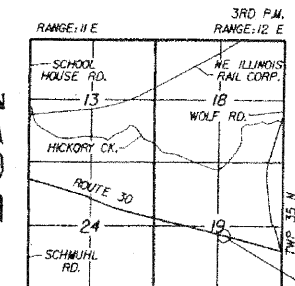 3RD P.M.
RANGE: 11 E
RANGE: 12 E
SCHOOL
HOUSE RD.
NE ILLINOIS
RAIL CORP.
13
18
WOLF RD.
HICKORY CK.
ROUTE 30
24
19
TWP 35 N
SCHMUHL
RD.